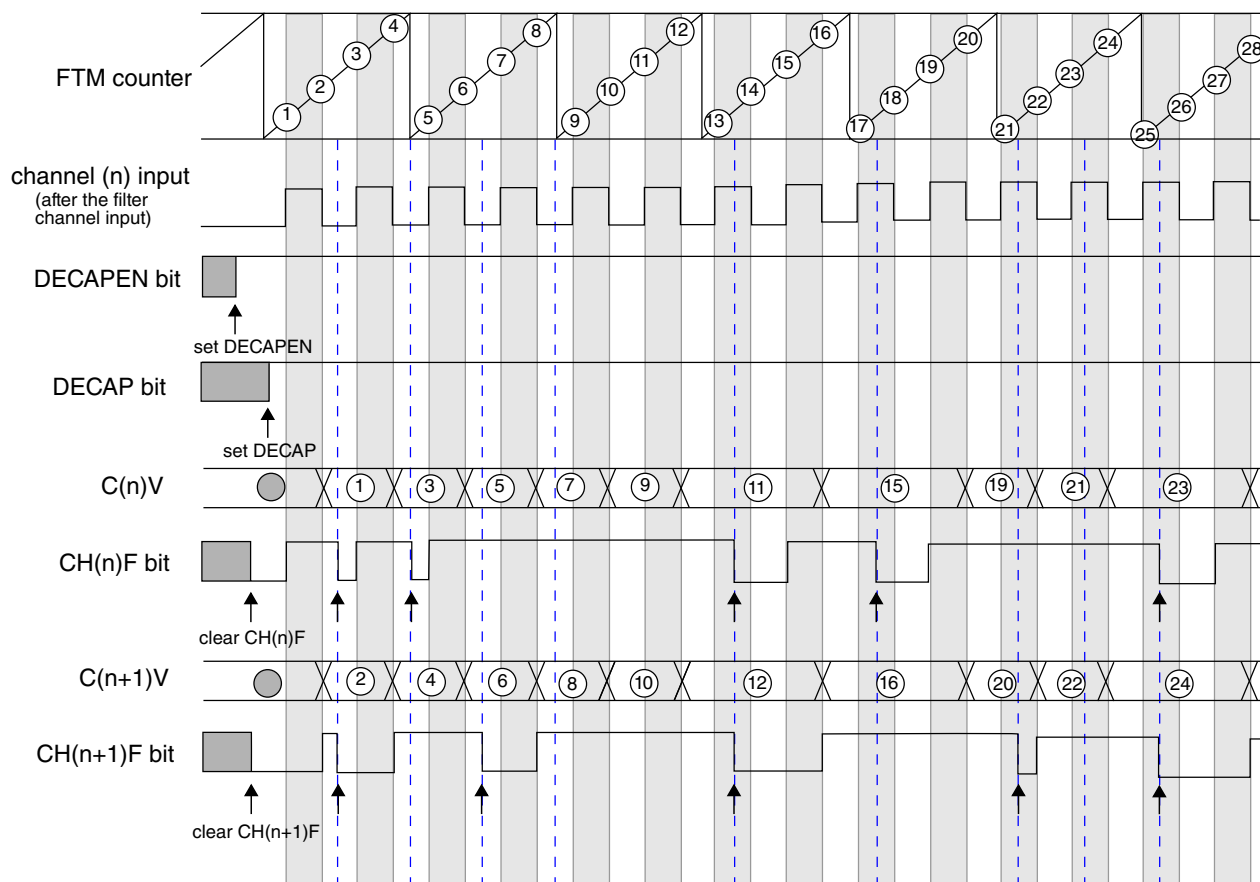 FTM counter
1 2 3 4 5 6 7 8 9 10 11 12 13 14 15 16 17 18 19 20 21 22 23 24 25 26 27 28
channel (n) input
(after the filter
channel input)
DECAPEN bit
set DECAPEN
DECAP bit
set DECAP
C(n)V 1 3 5 7 9 11 15 19 21 23
CH(n)F bit
clear CH(n)F
C(n+1)V 2 4 6 8 10 12 16 20 22 24
CH(n+1)F bit
clear CH(n+1)F